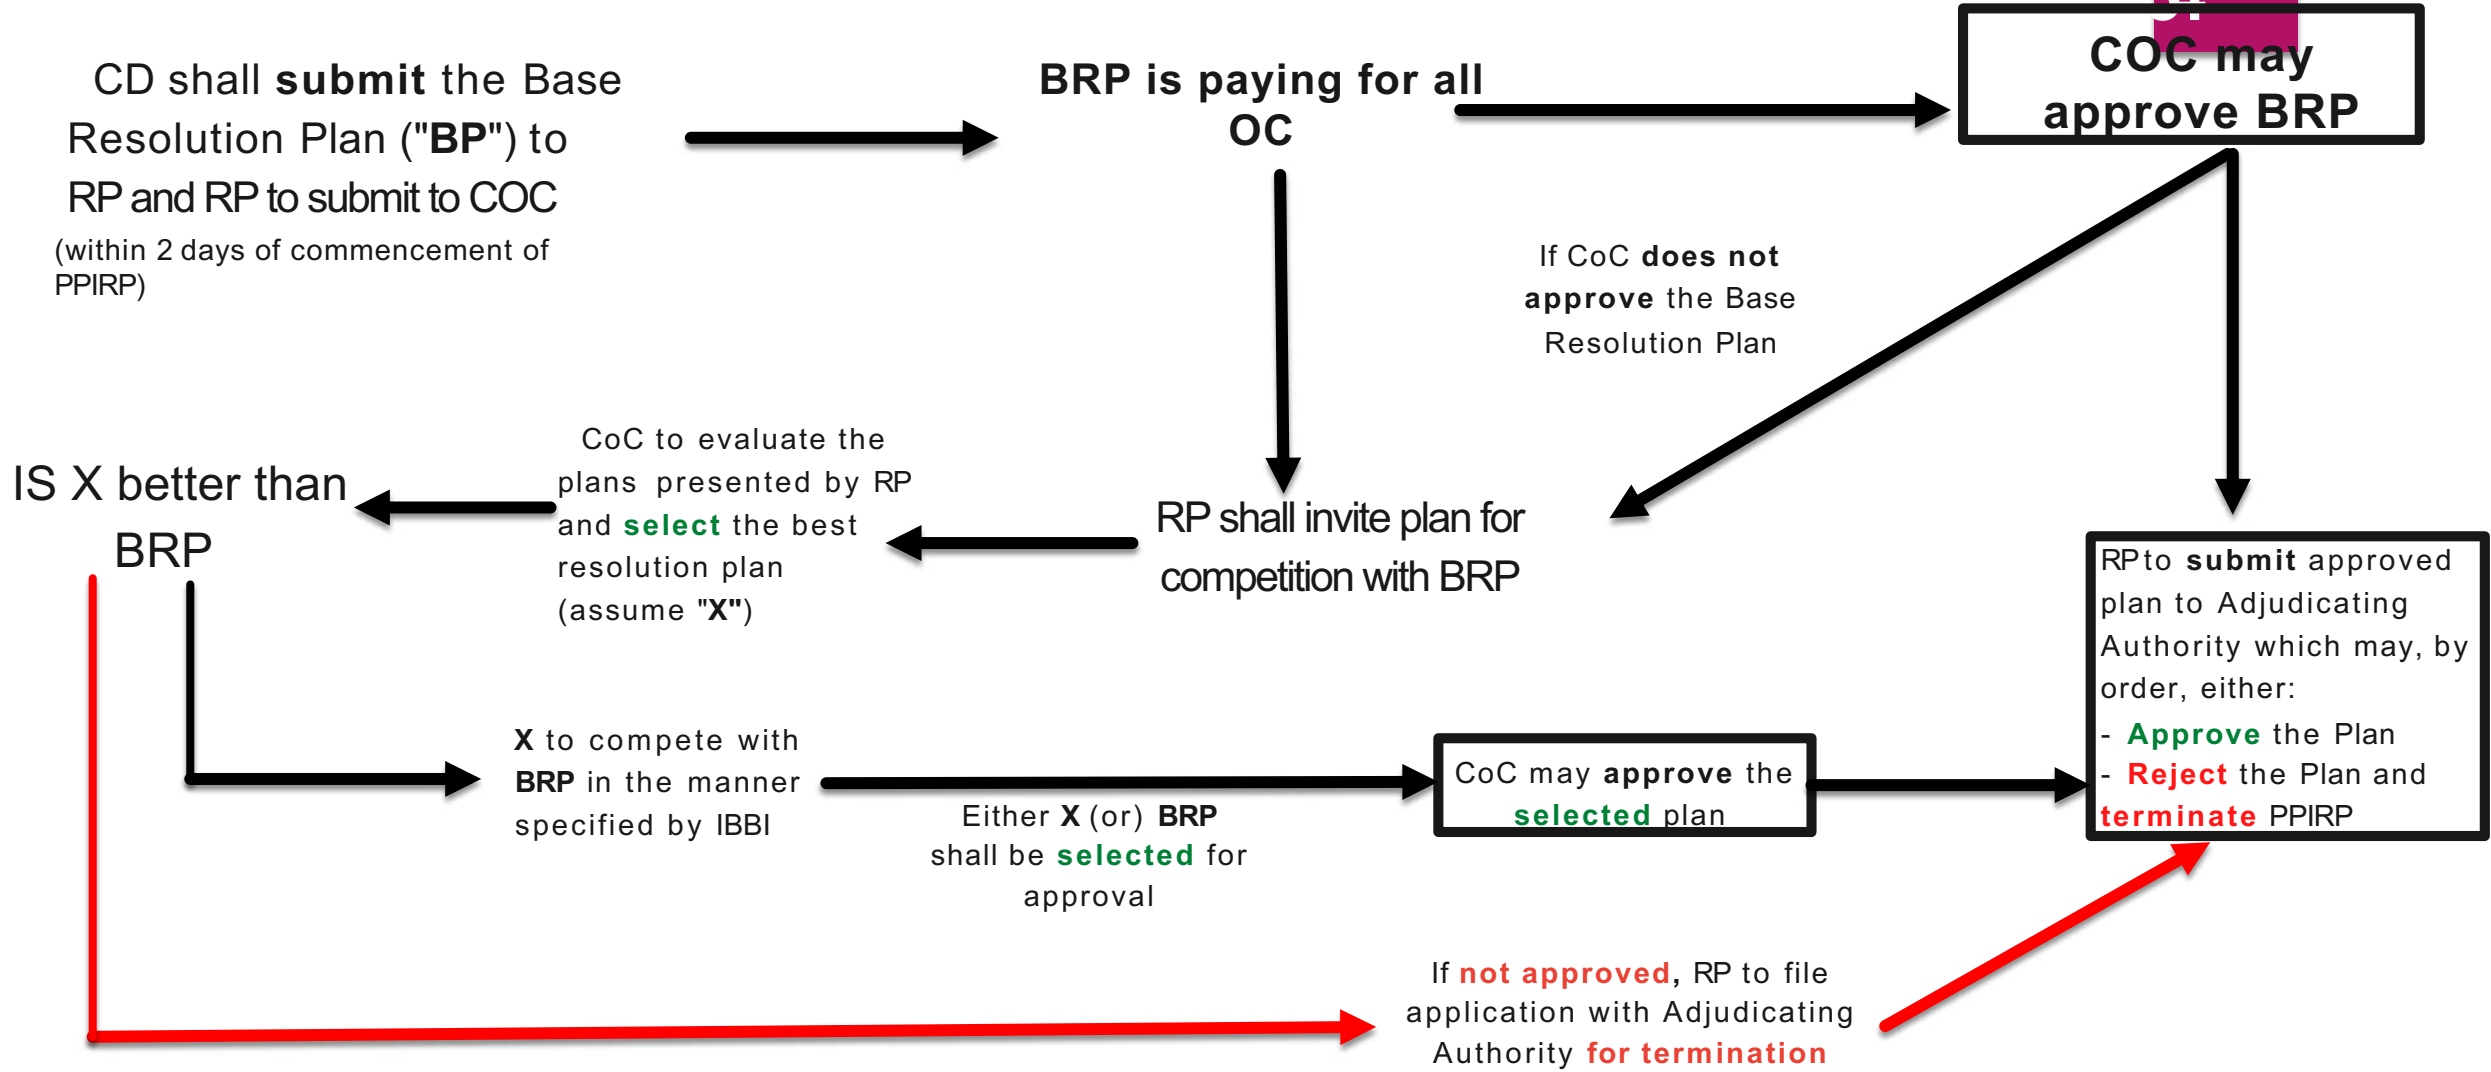 CD shall submit the Base
Resolution Plan ("BP") to
RP and RP to submit to COC
(within 2 days of commencement of
PPIRP)
BRP is paying for all
OC
COC may
approve BRP
If CoC does not
approve the Base
Resolution Plan
IS X better than
BRP
CoC to evaluate the
plans presented by RP
and select the best
resolution plan
(assume "X")
RP shall invite plan for
competition with BRP
RP to submit approved
plan to Adjudicating
Authority which may, by
order, either:
- Approve the Plan
- Reject the Plan and
terminate PPIRP
X to compete with
BRP in the manner
specified by IBBI
Either X (or) BRP
shall be selected for
approval
CoC may approve the
selected plan
If not approved, RP to file
application with Adjudicating
Authority for termination